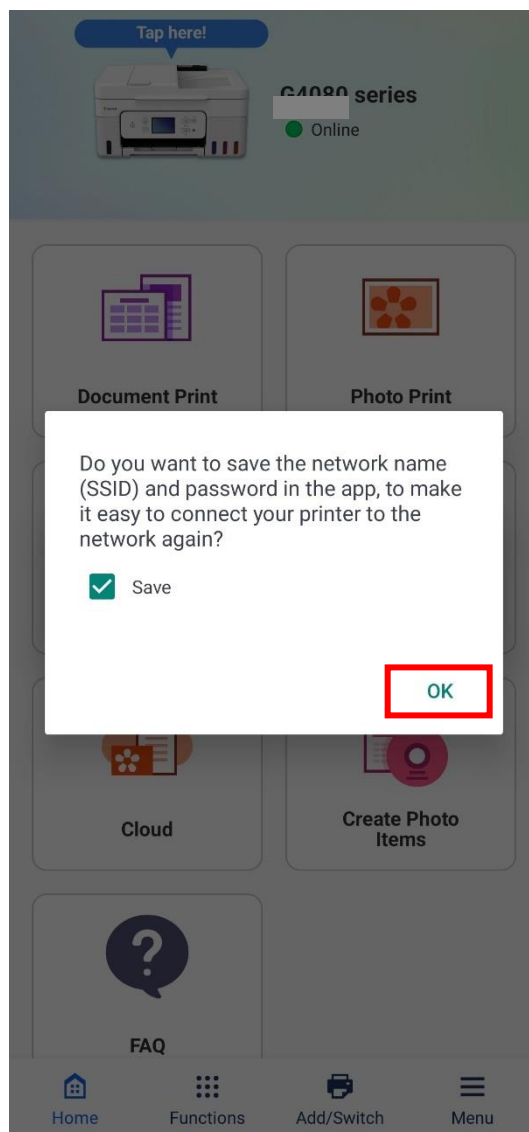 Tap here!
series
Online
Document Print
Photo Print
Do you want to save the network name
(SSID) and password in the app, to make
it easy to connect your printer to the
network again?
Save
OK
Cloud
Create Photo
Items
FAQ
Home
Functions
Add/Switch
Menu